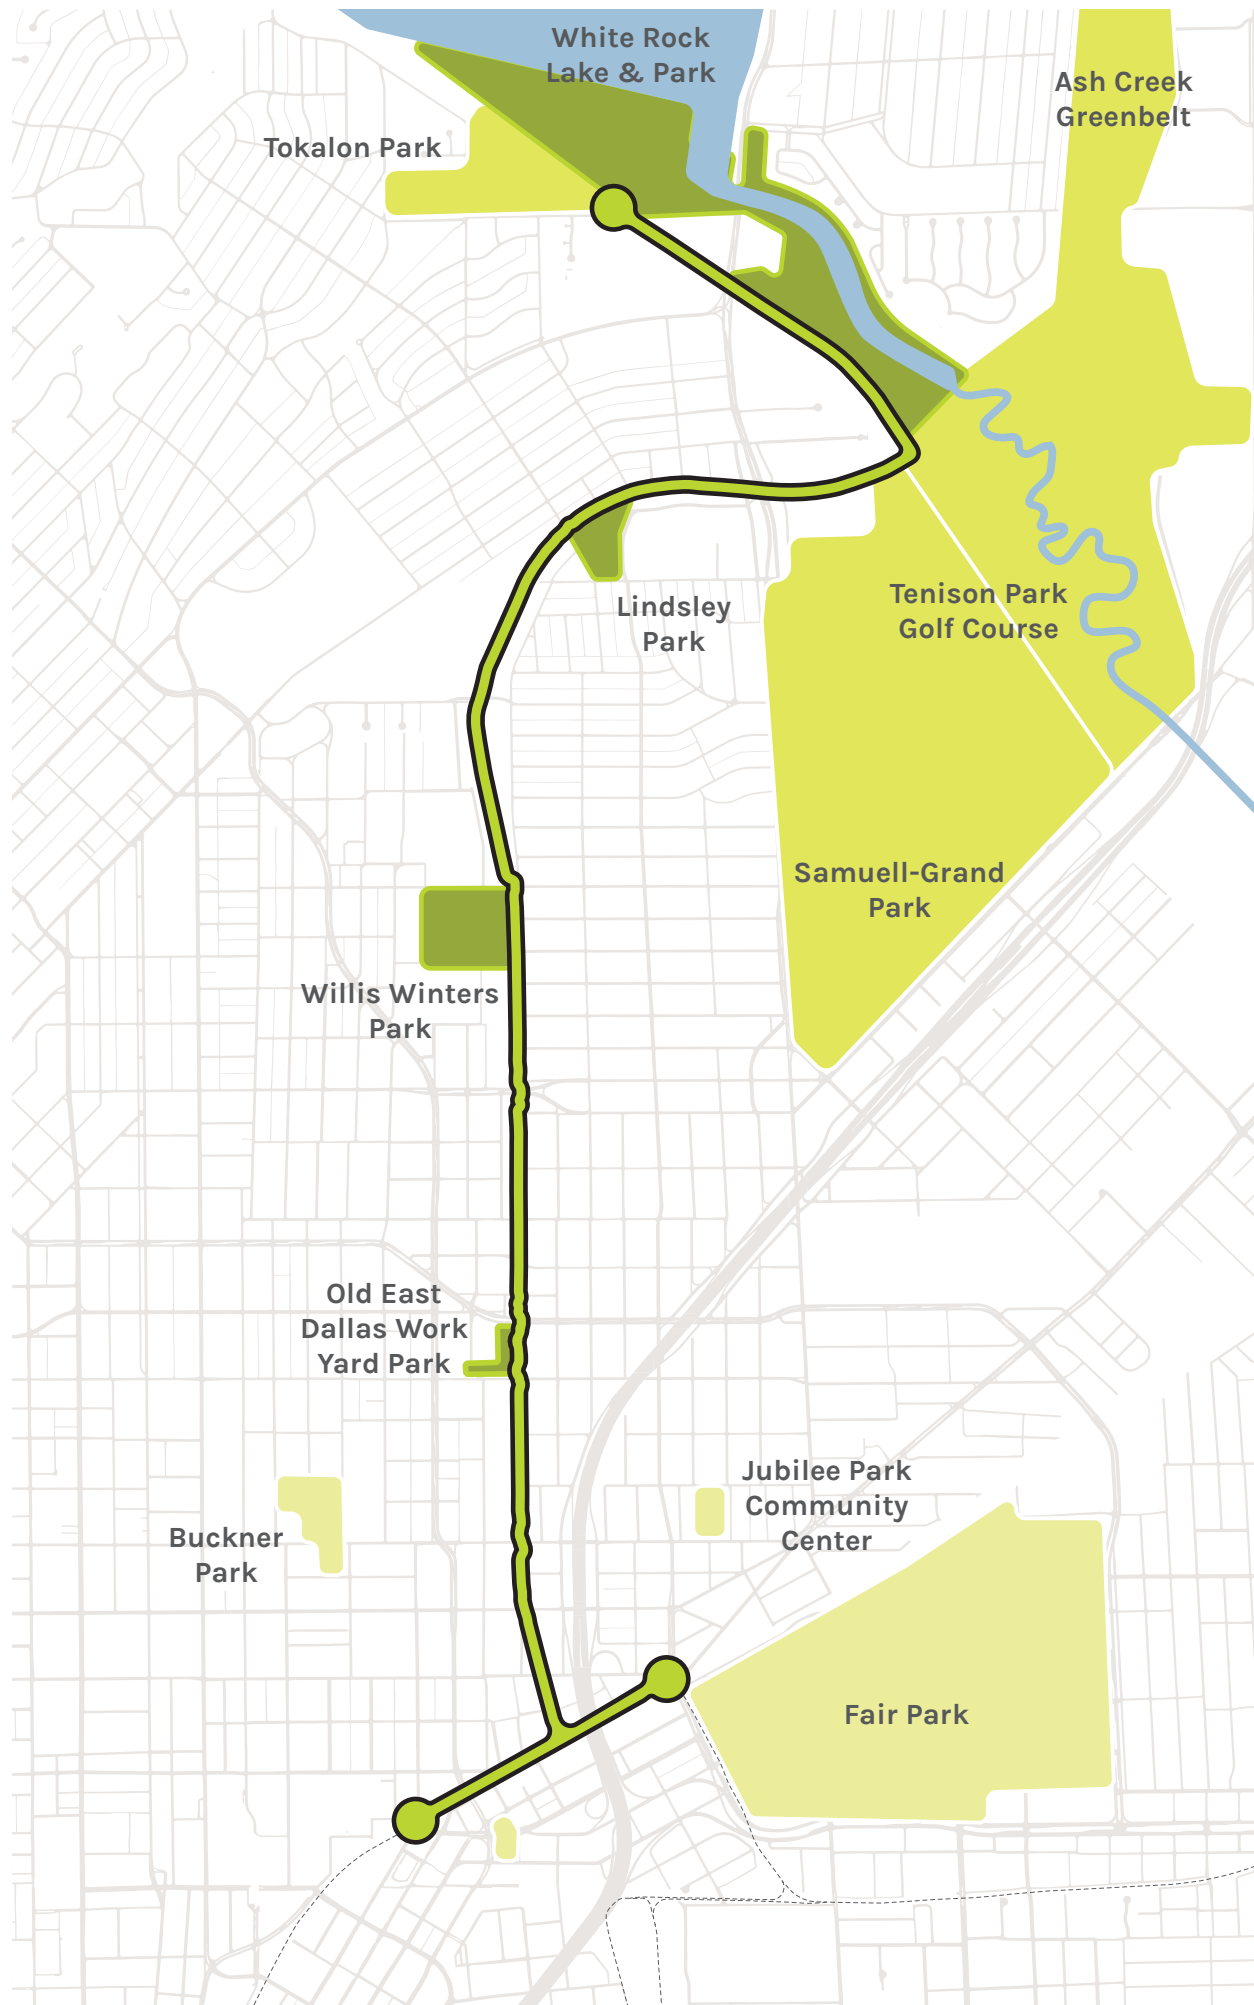 White Rock
Lake & Park
Ash Creek
Greenbelt
Tokalon Park
Tenison Park
Golf Course
Lindsley
Park
Samuell-Grand
Park
Willis Winters
Park
Old East
Dallas Work
Yard Park
Jubilee Park
Community
Center
Buckner
Park
Fair Park